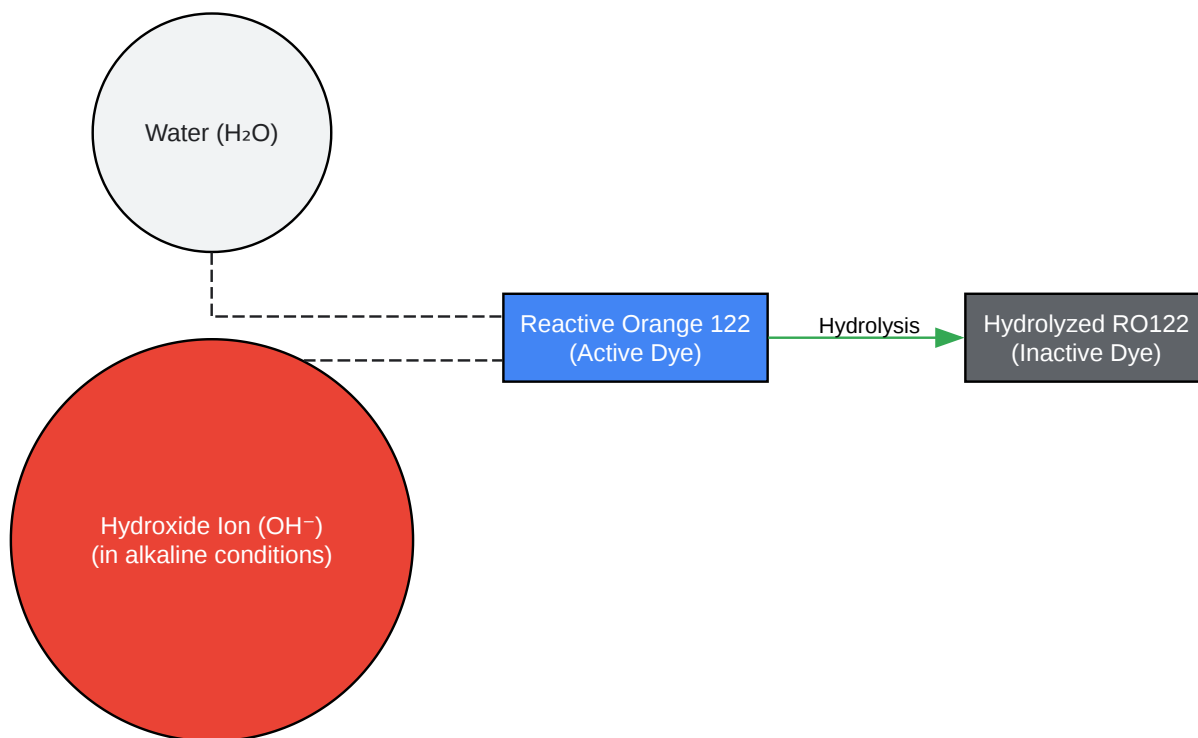 Water (H₂O)
Reactive Orange 122
(Active Dye)
Hydrolysis
Hydrolyzed RO122
(Inactive Dye)
Hydroxide Ion (OH⁻)
(in alkaline conditions)